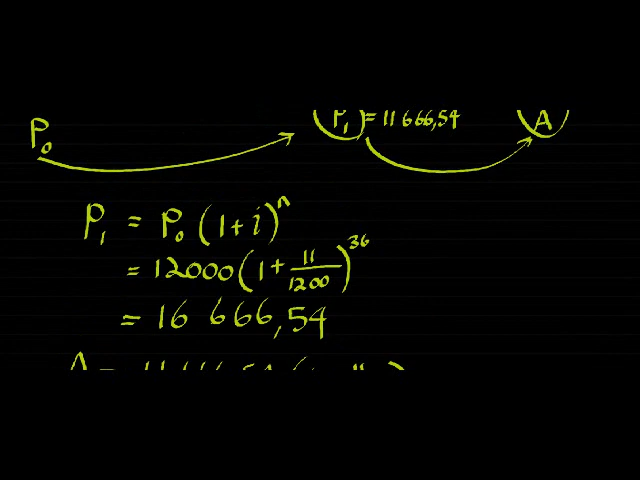 P₀ P₁ = 11 666,54 A
P₁ = P₀ (1 + i)ⁿ
= 12000 (1 + 11/1200)³⁶
= 16 666,54